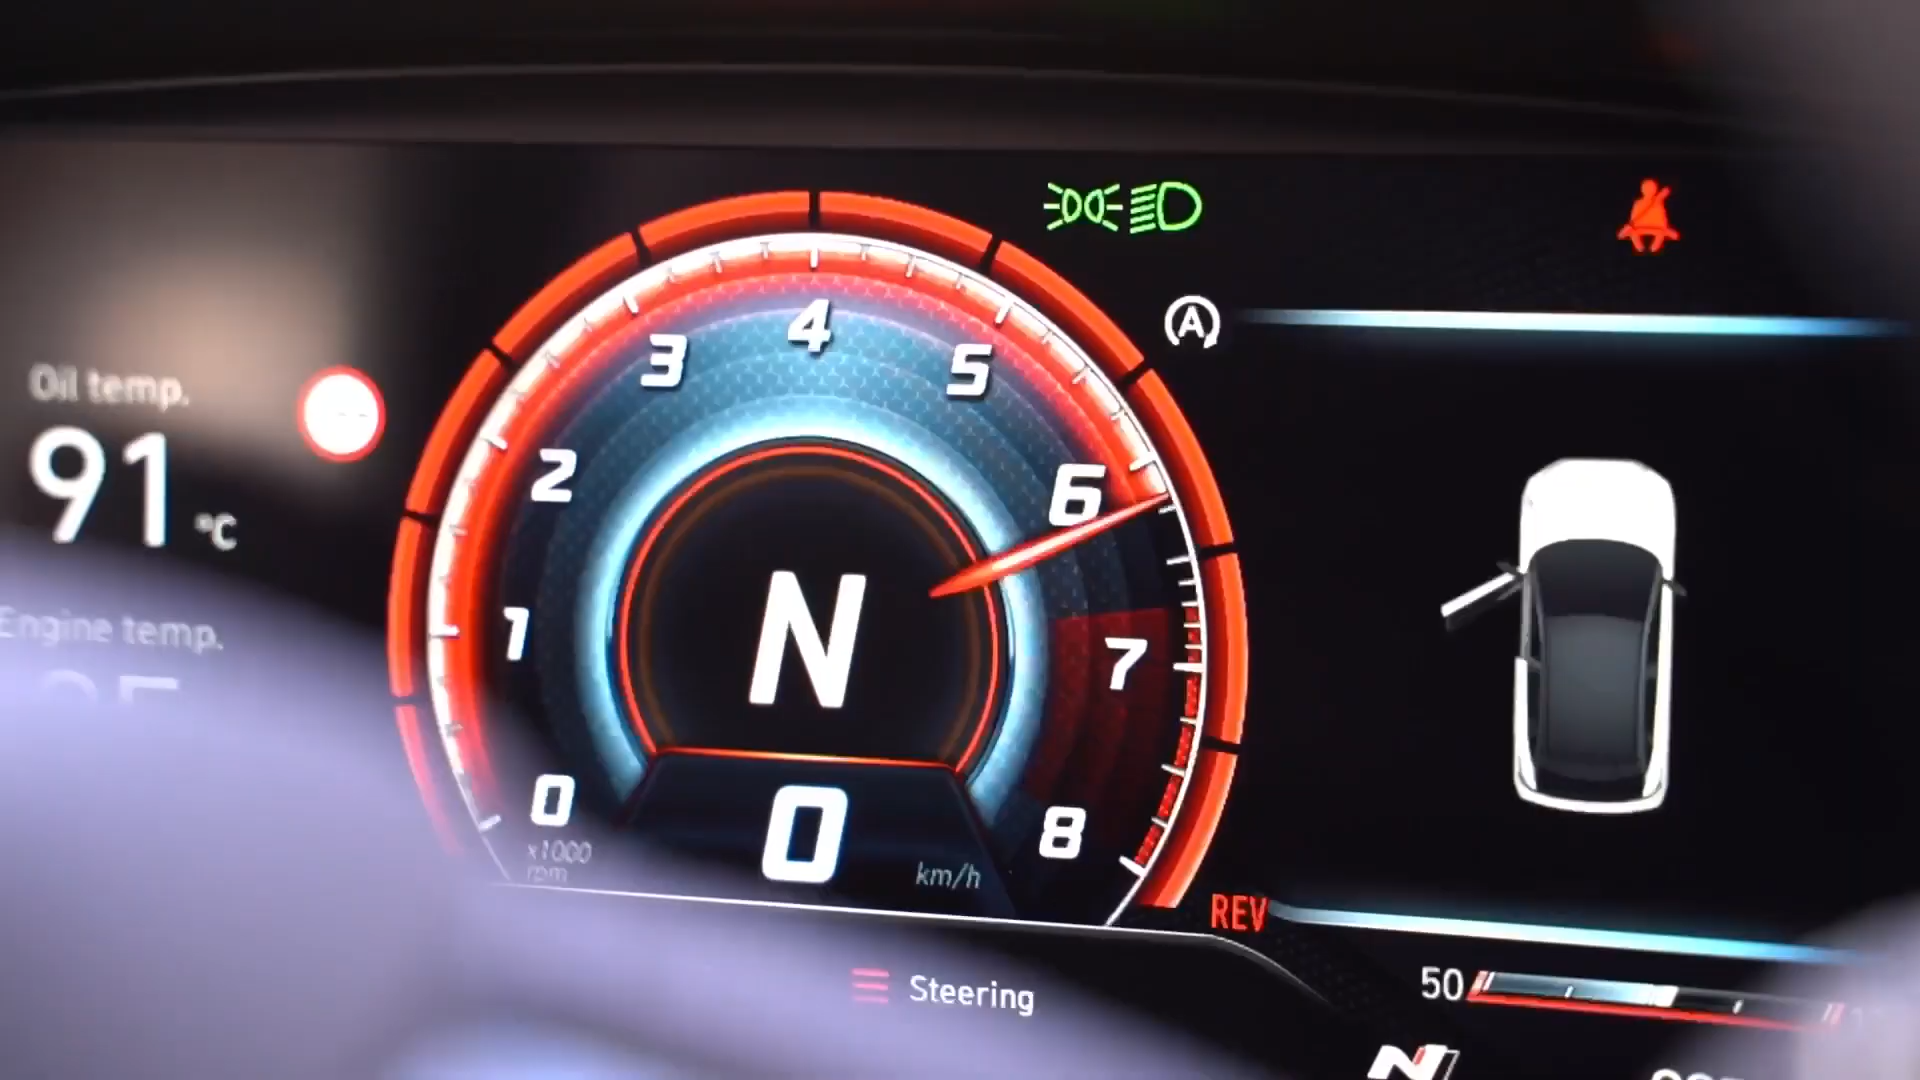 Oil temp.
91 °C
Engine temp.
0
1
2
3
4
5
6
7
8
x1000
rpm
N
0 km/h
A
REV
Steering
50
N